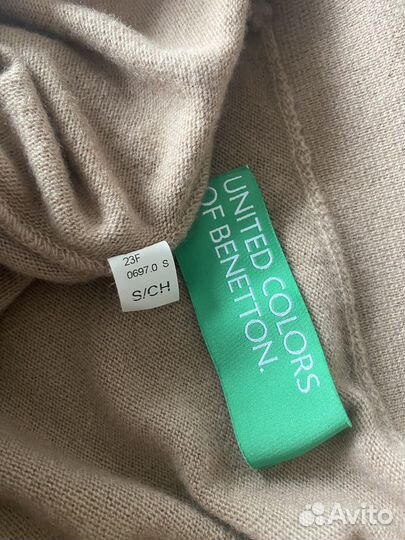 23F
0697.0 S
S/CH
UNITED COLORS
OF BENETTON.
Avito